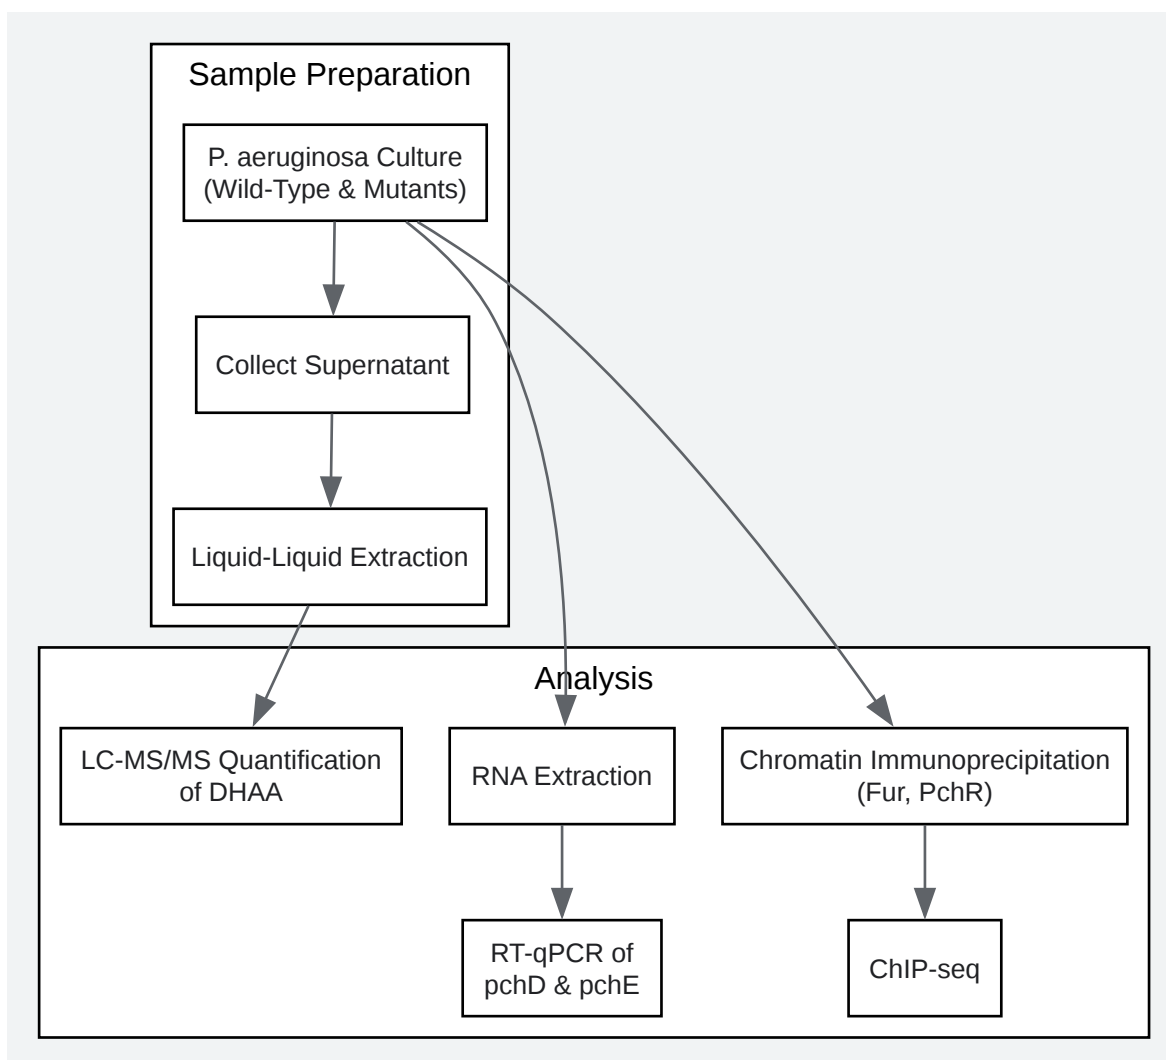 Sample Preparation
P. aeruginosa Culture
(Wild-Type & Mutants)
Collect Supernatant
Liquid-Liquid Extraction
Analysis
LC-MS/MS Quantification
of DHAA
RNA Extraction
Chromatin Immunoprecipitation
(Fur, PchR)
RT-qPCR of
pchD & pchE
ChIP-seq